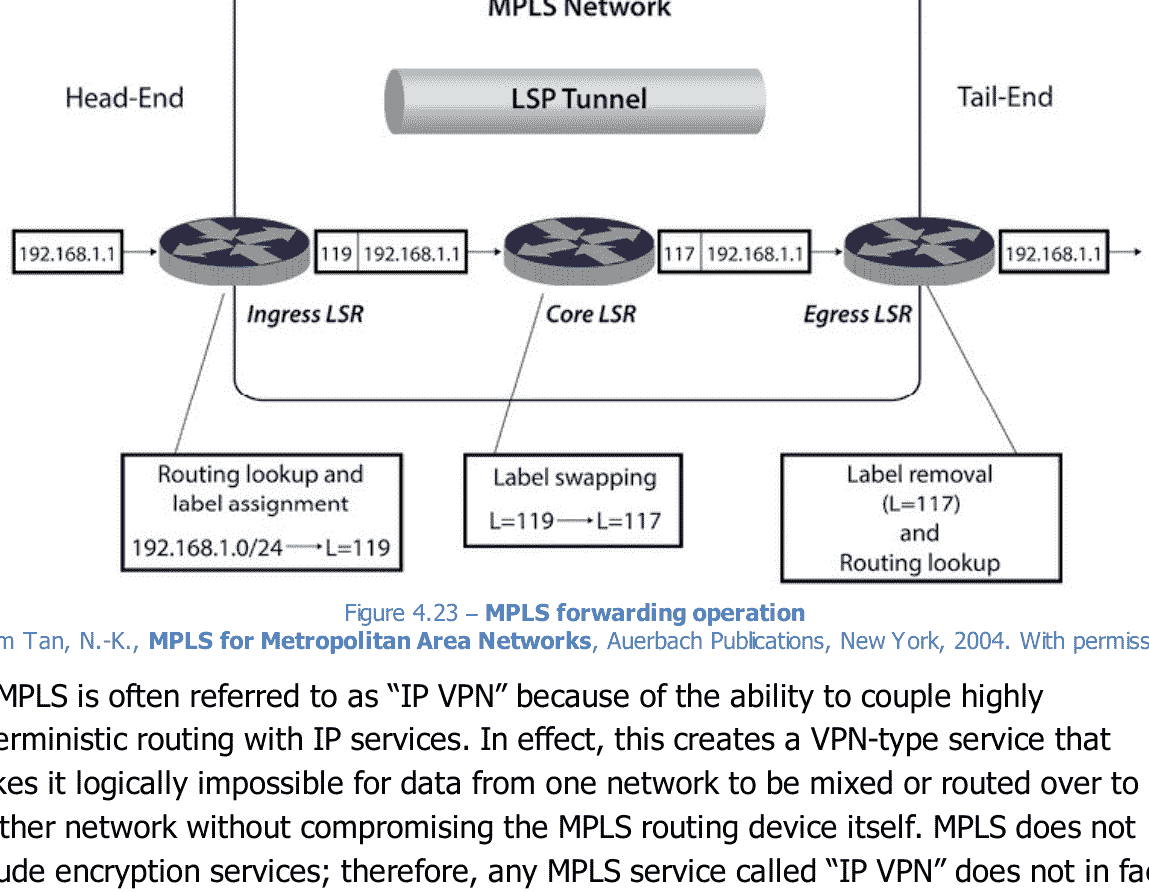 MPLS Network
Head-End
LSP Tunnel
Tail-End
192.168.1.1
119 192.168.1.1
117 192.168.1.1
192.168.1.1
Ingress LSR
Core LSR
Egress LSR
Routing lookup and
label assignment
192.168.1.0/24 → L=119
Label swapping
L=119 → L=117
Label removal
(L=117)
and
Routing lookup
Figure 4.23 – MPLS forwarding operation
m Tan, N.-K., MPLS for Metropolitan Area Networks, Auerbach Publications, New York, 2004. With permiss
MPLS is often referred to as “IP VPN” because of the ability to couple highly
erministic routing with IP services. In effect, this creates a VPN-type service that
kes it logically impossible for data from one network to be mixed or routed over to
ther network without compromising the MPLS routing device itself. MPLS does not
ude encryption services; therefore, any MPLS service called “IP VPN” does not in fac